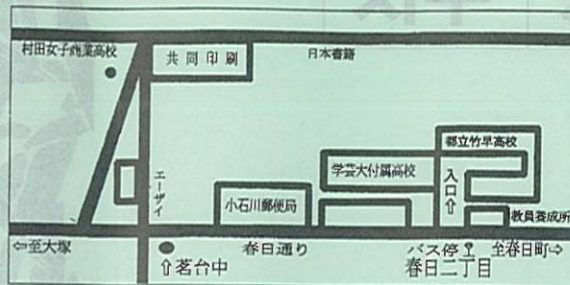 村田女子商業高校
共同印刷
日本書籍
都立竹早高校
学芸大付属高校
入口⇧
エーザイ
小石川郵便局
教員養成所
⇦至大塚
春日通り
バス停
至春日町⇨
⇧茗台中
春日二丁目